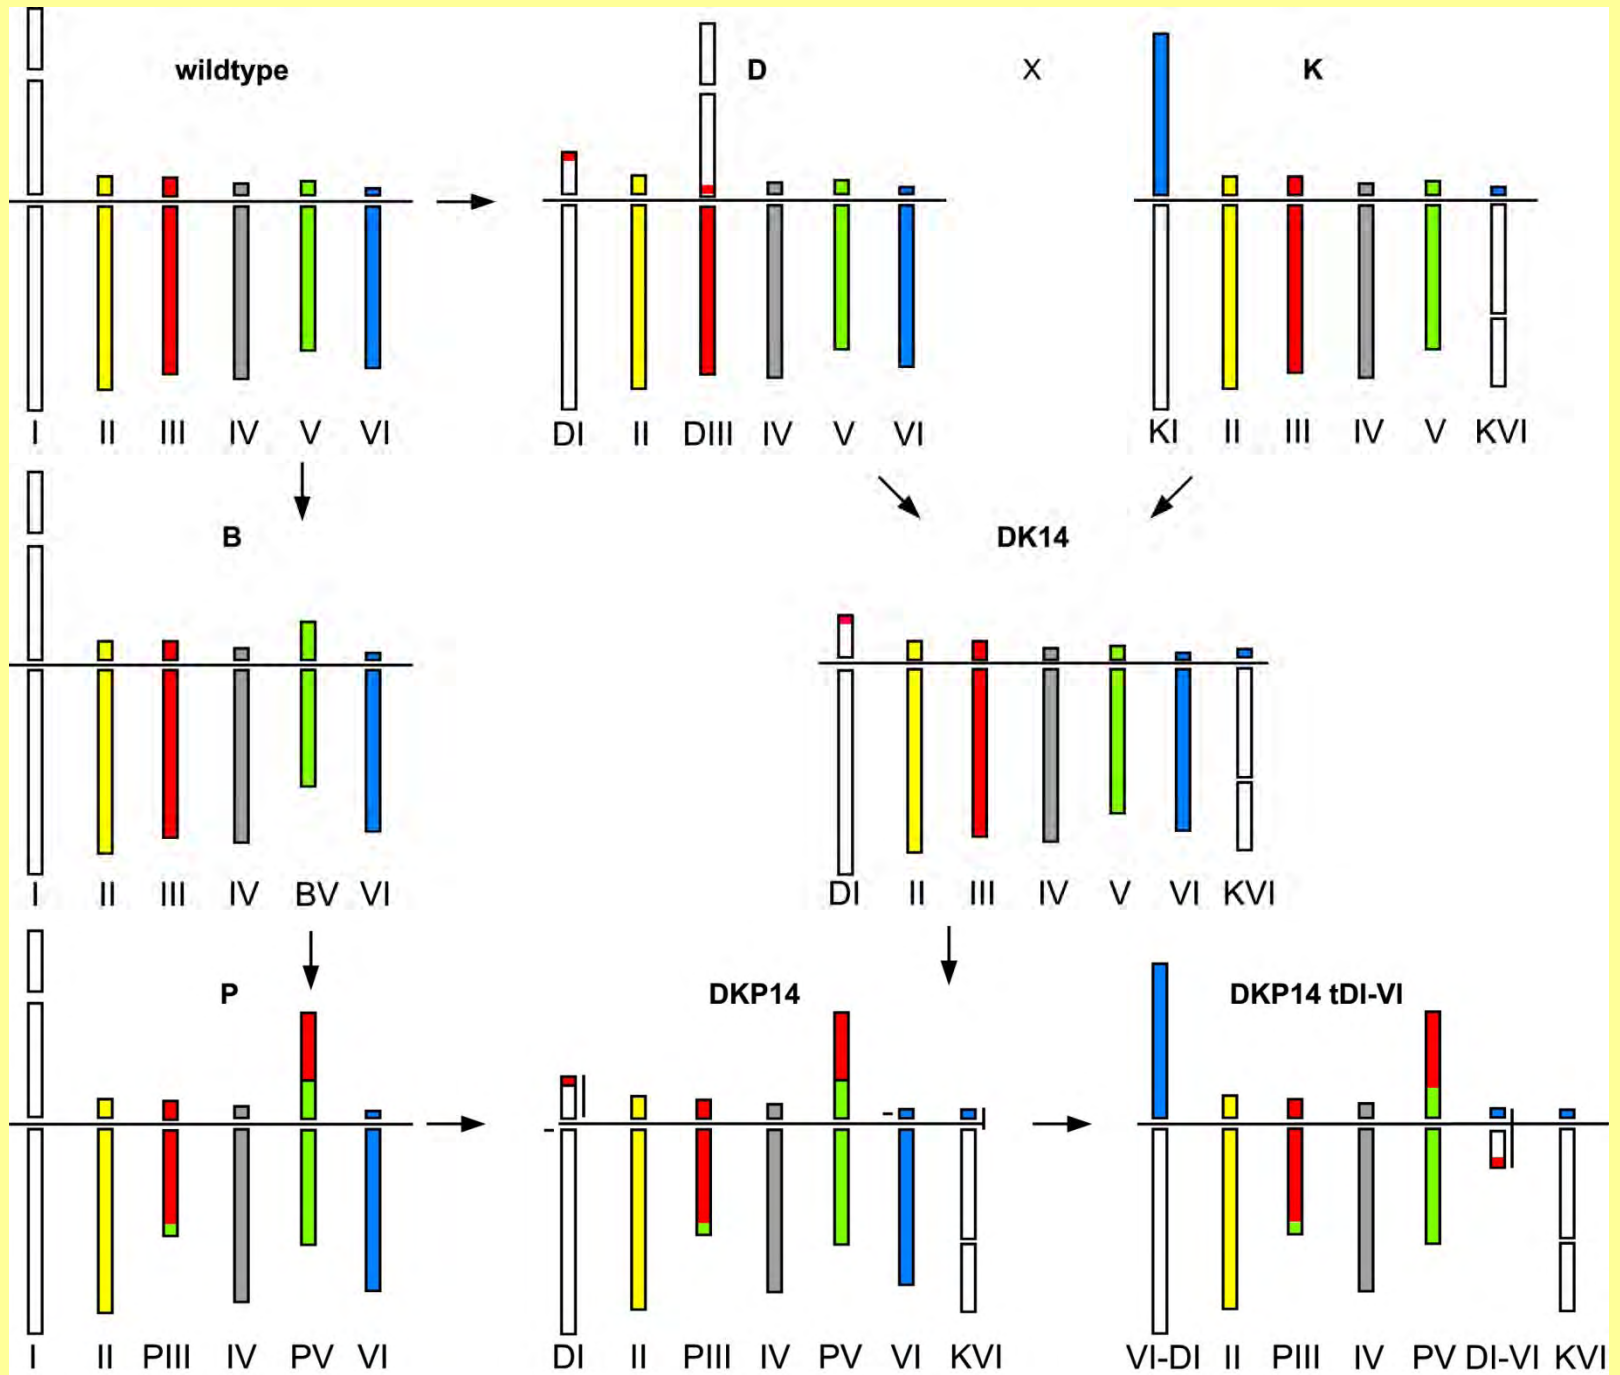 wildtype
D
X
K
I II III IV V VI
DI II DIII IV V VI
KI II III IV V KVI
B
DK14
I II III IV BV VI
DI II III IV V VI KVI
P
DKP14
DKP14 tDI-VI
I II PIII IV PV VI
DI II PIII IV PV VI KVI
VI-DI II PIII IV PV DI-VI KVI